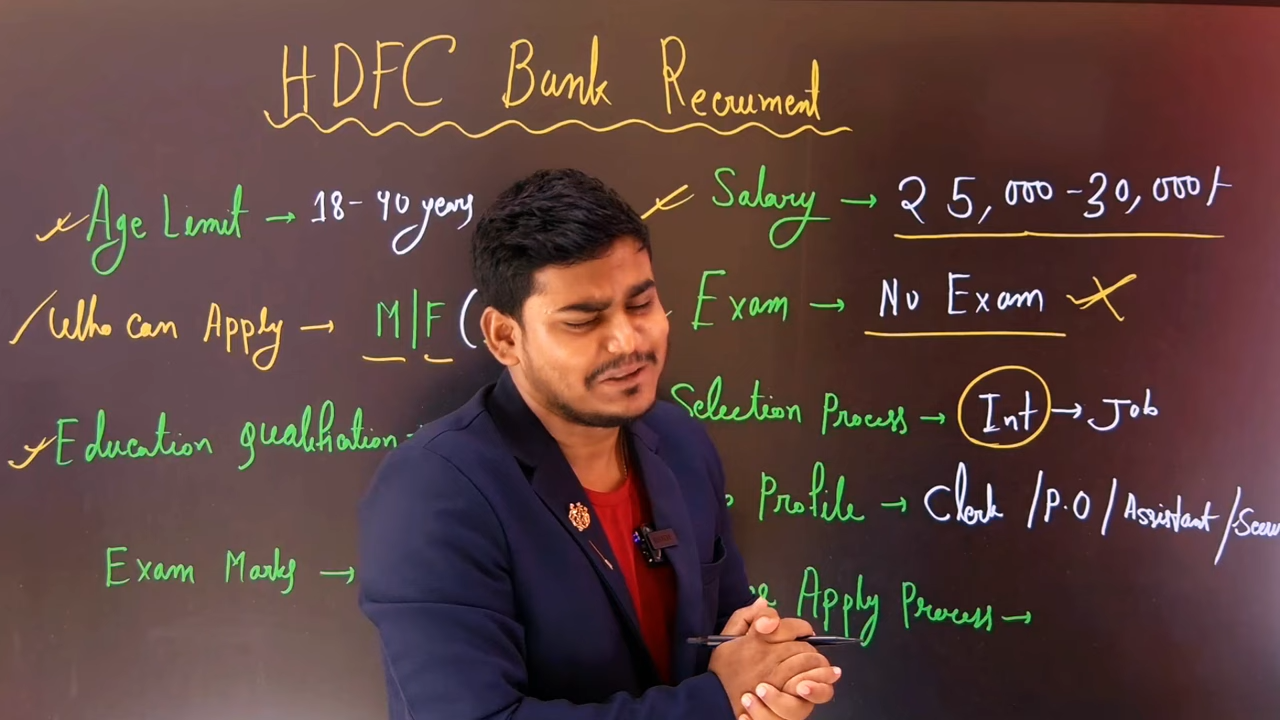 HDFC Bank Recrument
Age Limit → 18-40 years
Who can Apply → M|F (
Education qualifiation →
Exam Marks →
Salary → 25,000-30,000/-
Exam → No Exam
Selection Process → Int → Job
Profile → Clerk /P.O /Assistant/
Apply Process →